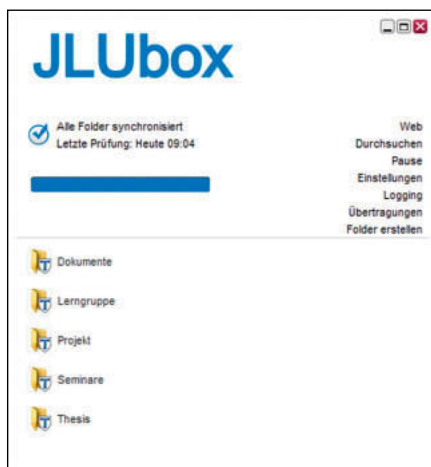 JLUbox
Alle Folder synchronisiert
Letzte Prüfung: Heute 09:04
Web
Durchsuchen
Pause
Einstellungen
Logging
Übertragungen
Folder erstellen
Dokumente
Lerngruppe
Projekt
Seminare
Thesis